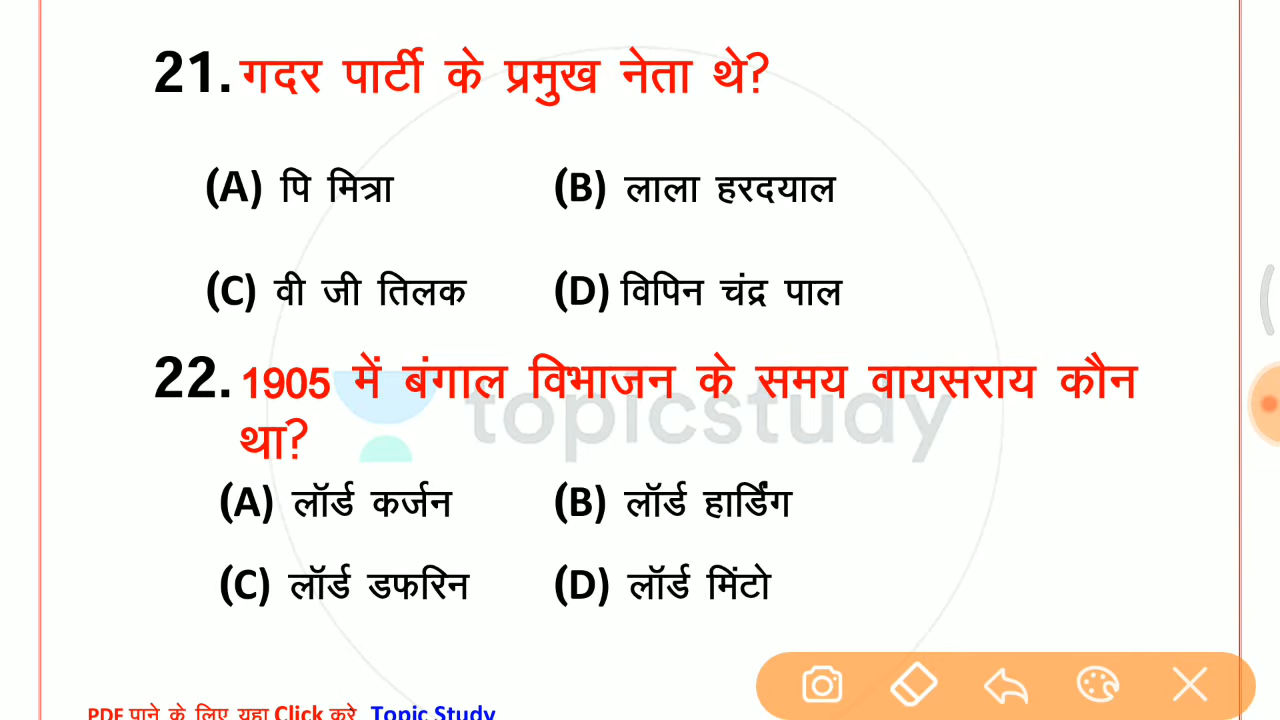 21. गदर पार्टी के प्रमुख नेता थे?
(A) पि मित्रा (B) लाला हरदयाल
(C) वी जी तिलक (D) विपिन चंद्र पाल
22. 1905 में बंगाल विभाजन के समय वायसराय कौन
था?
topicstudy
(A) लॉर्ड कर्जन (B) लॉर्ड हार्डिंग
(C) लॉर्ड डफरिन (D) लॉर्ड मिंटो
PDF पाने के लिए यहा Click करे Topic Study